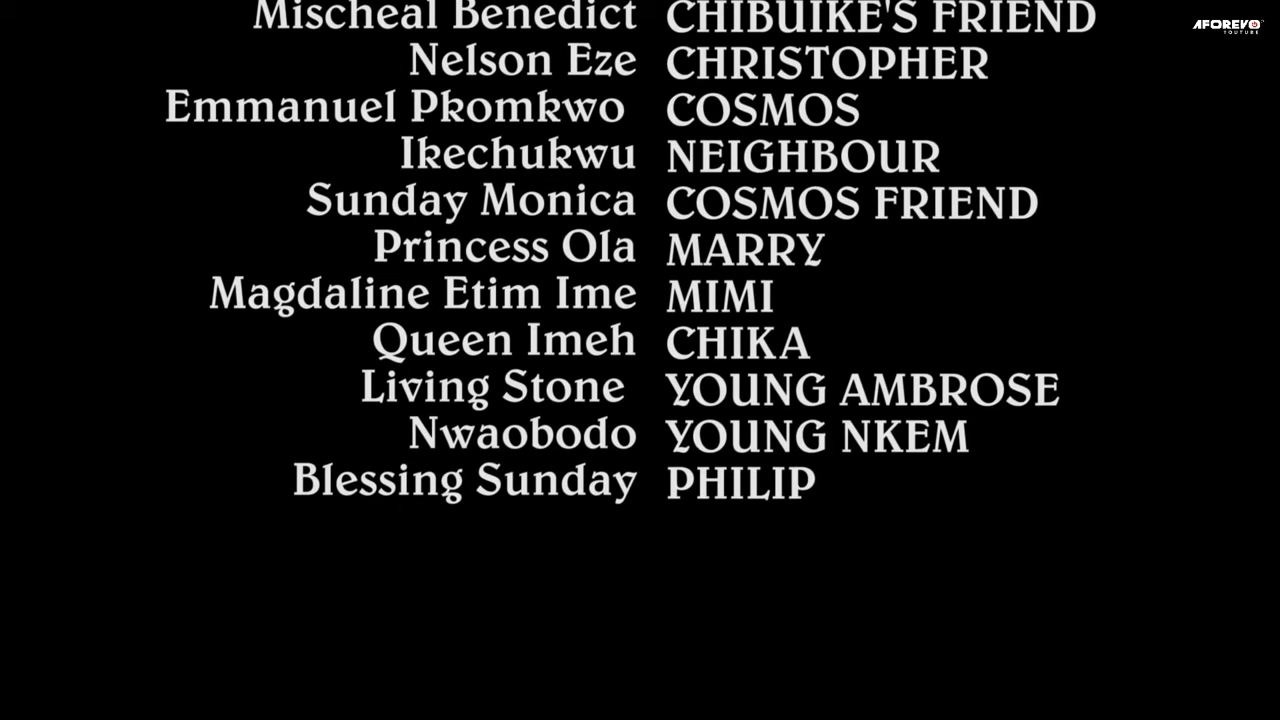 Mischeal Benedict CHIBUIKE'S FRIEND
AFOREVO
YOUTUBE
Nelson Eze CHRISTOPHER
Emmanuel Pkomkwo COSMOS
Ikechukwu NEIGHBOUR
Sunday Monica COSMOS FRIEND
Princess Ola MARRY
Magdaline Etim Ime MIMI
Queen Imeh CHIKA
Living Stone YOUNG AMBROSE
Nwaobodo YOUNG NKEM
Blessing Sunday PHILIP